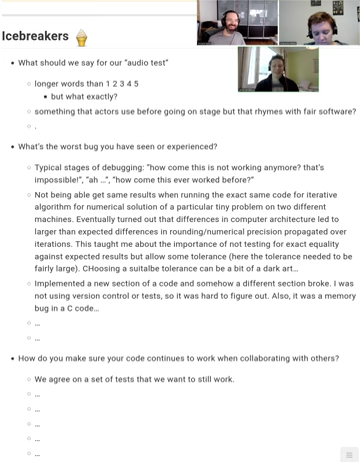 Icebreakers
What should we say for our "audio test"
longer words than 1 2 3 4 5
but what exactly?
something that actors use before going on stage but that rhymes with fair software?
.
What's the worst bug you have seen or experienced?
Typical stages of debugging: "how come this is not working anymore? that's
impossible!", "ah …", "how come this ever worked before?"
Not being able get same results when running the exact same code for iterative
algorithm for numerical solution of a particular tiny problem on two different
machines. Eventually turned out that differences in computer architecture led to
larger than expected differences in rounding/numerical precision propagated over
iterations. This taught me about the importance of not testing for exact equality
against expected results but allow some tolerance (here the tolerance needed to be
fairly large). CHoosing a suitalbe tolerance can be a bit of a dark art…
Implemented a new section of a code and somehow a different section broke. I was
not using version control or tests, so it was hard to figure out. Also, it was a memory
bug in a C code…
…
…
How do you make sure your code continues to work when collaborating with others?
We agree on a set of tests that we want to still work.
…
…
…
…
…